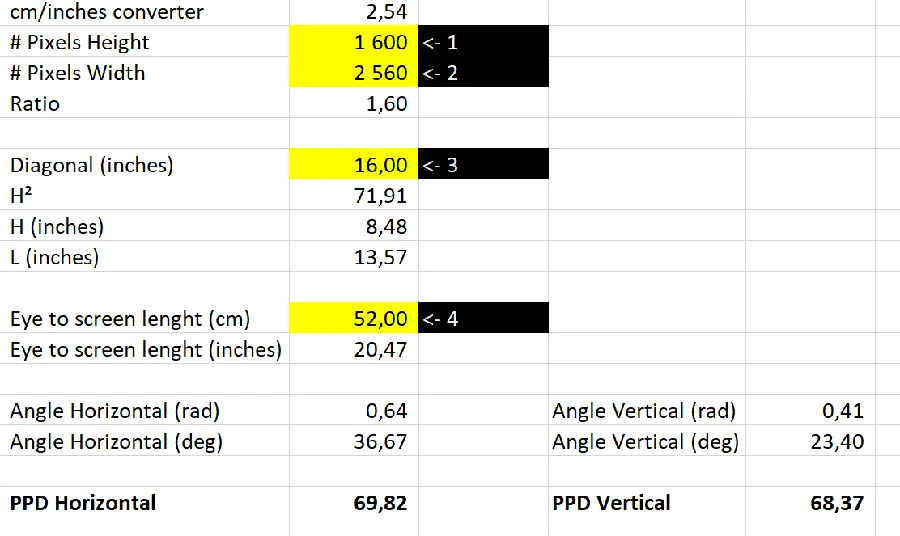 cm/inches converter 2,54
# Pixels Height 1 600 <- 1
# Pixels Width 2 560 <- 2
Ratio 1,60
Diagonal (inches) 16,00 <- 3
H² 71,91
H (inches) 8,48
L (inches) 13,57
Eye to screen lenght (cm) 52,00 <- 4
Eye to screen lenght (inches) 20,47
Angle Horizontal (rad) 0,64 Angle Vertical (rad) 0,41
Angle Horizontal (deg) 36,67 Angle Vertical (deg) 23,40
PPD Horizontal 69,82 PPD Vertical 68,37